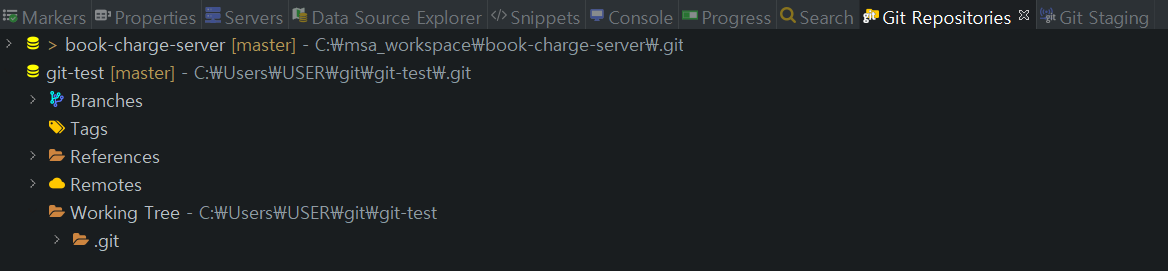 Markers Properties Servers Data Source Explorer Snippets Console Progress Search Git Repositories Git Staging
> book-charge-server [master] - C:₩msa_workspace₩book-charge-server₩.git
git-test [master] - C:₩Users₩USER₩git₩git-test₩.git
Branches
Tags
References
Remotes
Working Tree - C:₩Users₩USER₩git₩git-test
.git